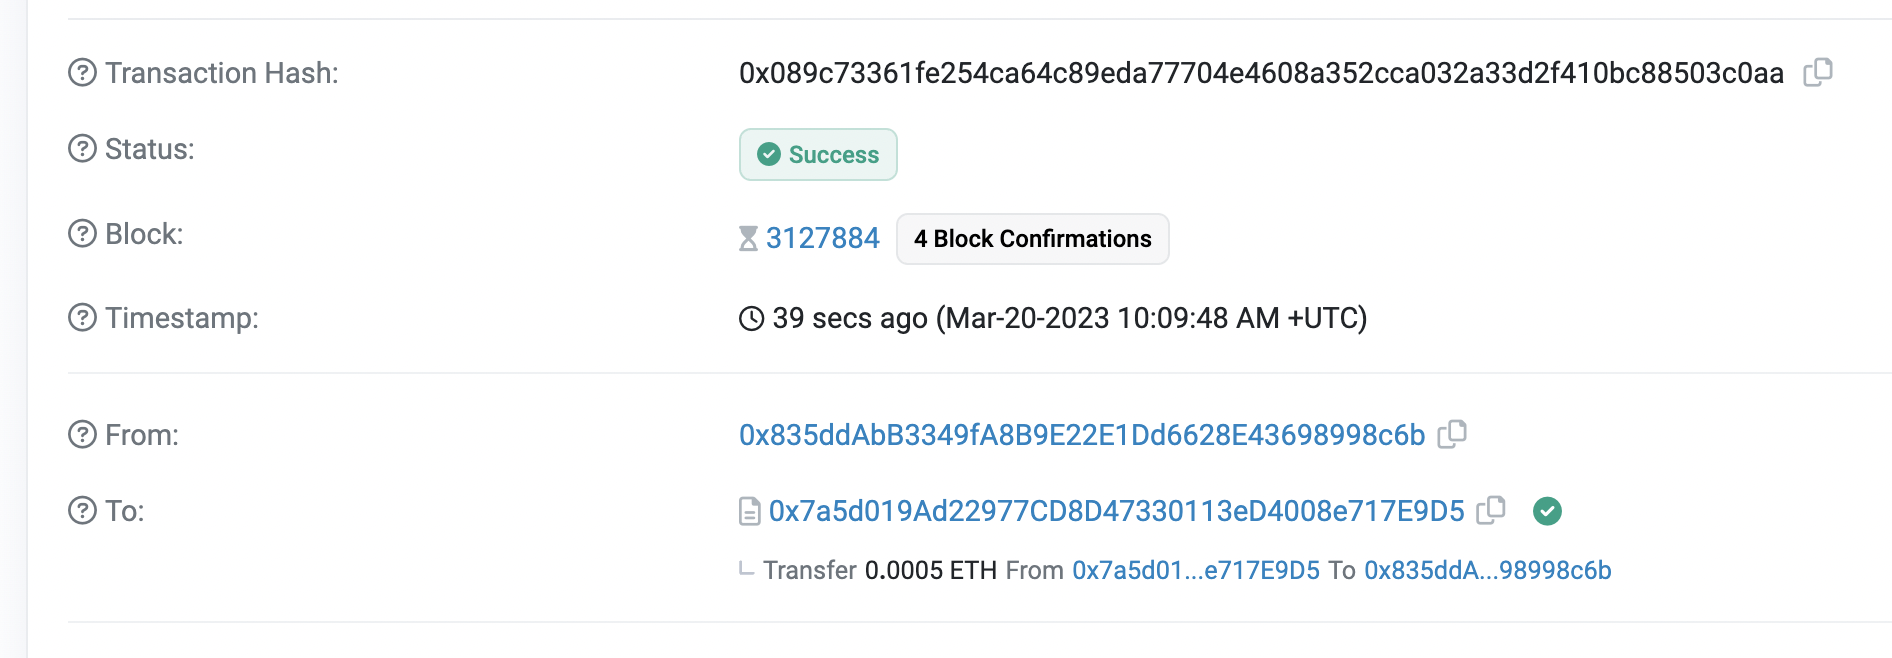 Transaction Hash: 0x089c73361fe254ca64c89eda77704e4608a352cca032a33d2f410bc88503c0aa
Status: Success
Block: 3127884 4 Block Confirmations
Timestamp: 39 secs ago (Mar-20-2023 10:09:48 AM +UTC)
From: 0x835ddAbB3349fA8B9E22E1Dd6628E43698998c6b
To: 0x7a5d019Ad22977CD8D47330113eD4008e717E9D5
Transfer 0.0005 ETH From 0x7a5d01...e717E9D5 To 0x835ddA...98998c6b